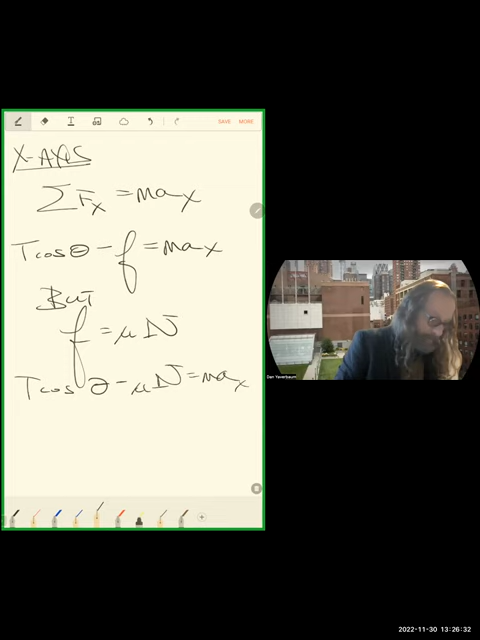 SAVE MORE
X-AXIS
ΣFx = max
Tcosθ - f = max
BUT
f = μN
Tcosθ - μN = max
Dan Yaverbaum
2022-11-30 13:26:32